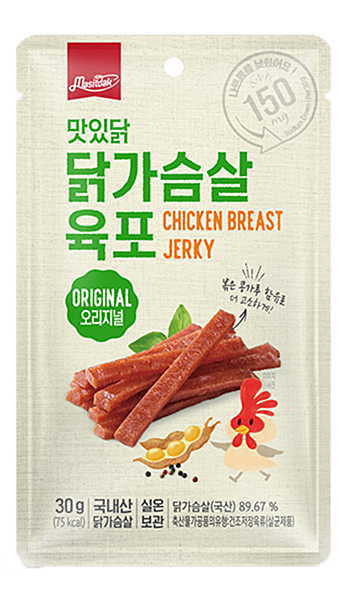 Masitdak
나트륨을 낮췄어요!
150
mg
맛있닭
닭가슴살
육포
CHICKEN BREAST
JERKY
ORIGINAL
오리지널
볶은 콩가루 함유로
더 고소하게!
30g
(75 kcal)
국내산
닭가슴살
실온
보관
닭가슴살(국산) 89.67 %
축산물가공품의유형:건조저장육류(살균제품)